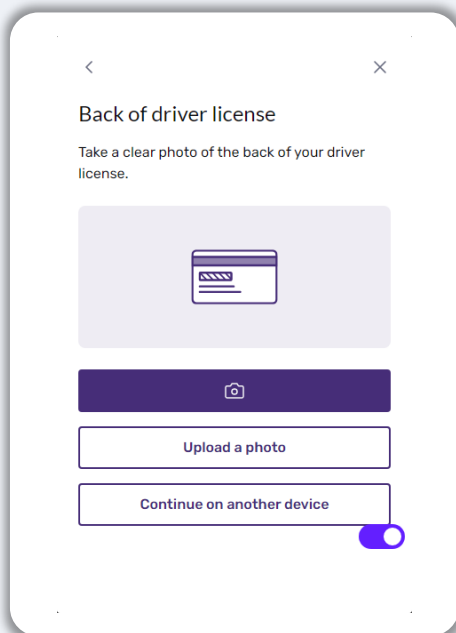 Back of driver license
Take a clear photo of the back of your driver
license.
Upload a photo
Continue on another device